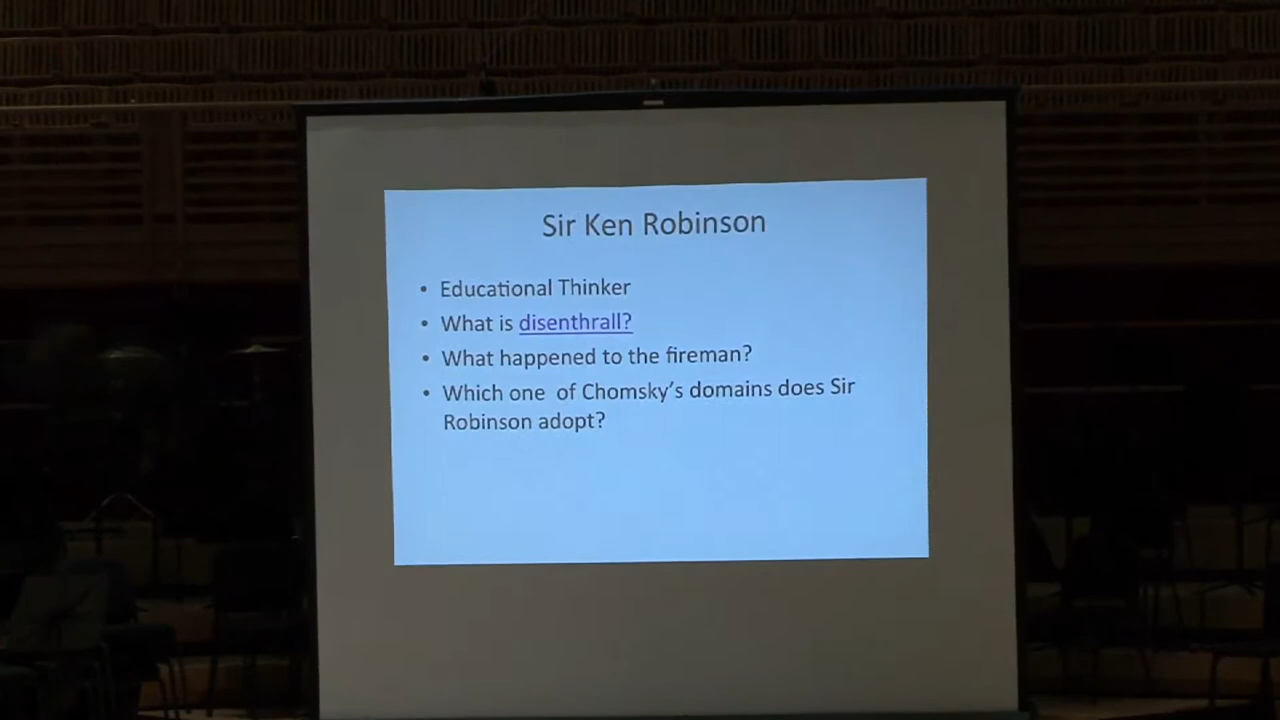 Sir Ken Robinson
• Educational Thinker
• What is disenthrall?
• What happened to the fireman?
• Which one  of Chomsky's domains does Sir
Robinson adopt?